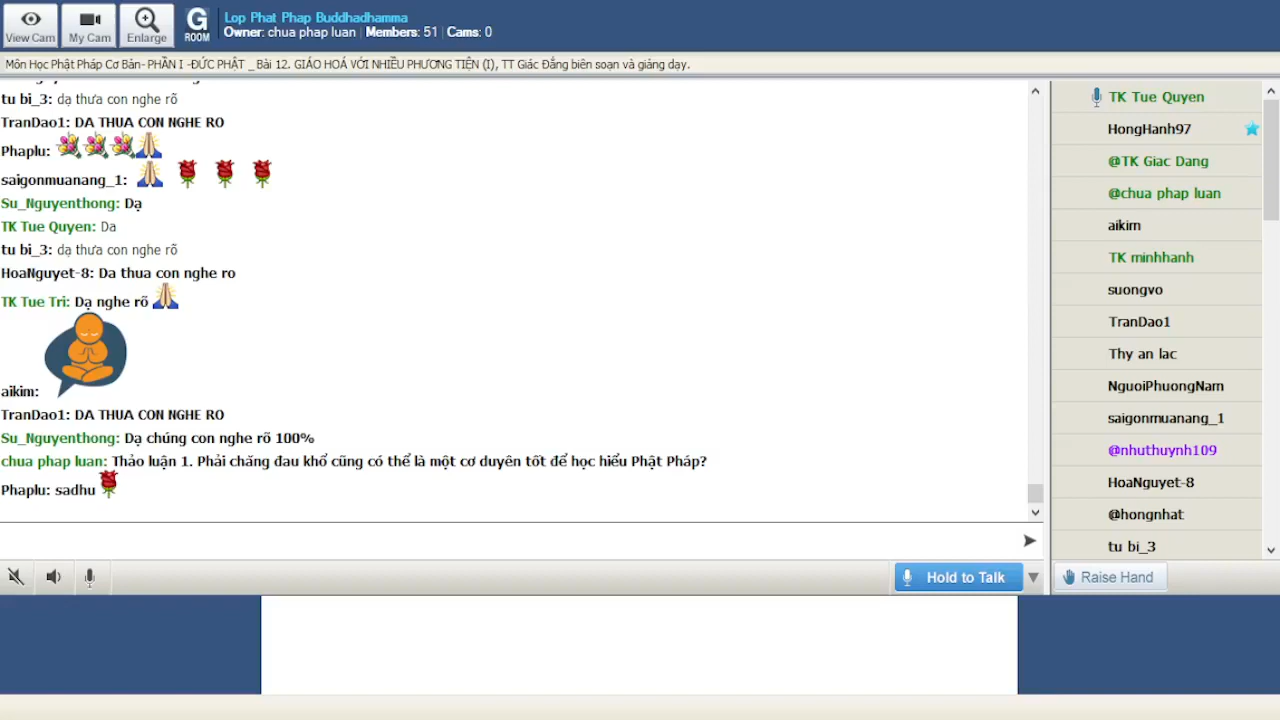 View Cam
My Cam
Enlarge
G
ROOM
Lop Phat Phap Buddhadhamma
Owner: chua phap luan | Members: 51 | Cams: 0
Môn Học Phật Pháp Cơ Bản- PHẦN I -ĐỨC PHẬT _ Bài 12. GIÁO HOÁ VỚI NHIỀU PHƯƠNG TIỆN (I), TT Giác Đẳng biên soạn và giảng dạy.
tu bi_3: dạ thưa con nghe rõ
TranDao1: DA THUA CON NGHE RO
Phaplu:
saigonmuanang_1:
Su_Nguyenthong: Dạ
TK Tue Quyen: Da
tu bi_3: dạ thưa con nghe rõ
HoaNguyet-8: Da thua con nghe ro
TK Tue Tri: Dạ nghe rõ
aikim:
TranDao1: DA THUA CON NGHE RO
Su_Nguyenthong: Dạ chúng con nghe rõ 100%
chua phap luan: Thảo luận 1. Phải chăng đau khổ cũng có thể là một cơ duyên tốt để học hiểu Phật Pháp?
Phaplu: sadhu
Hold to Talk
TK Tue Quyen
HongHanh97
@TK Giac Dang
@chua phap luan
aikim
TK minhhanh
suongvo
TranDao1
Thy an lac
NguoiPhuongNam
saigonmuanang_1
@nhuthuynh109
HoaNguyet-8
@hongnhat
tu bi_3
Raise Hand